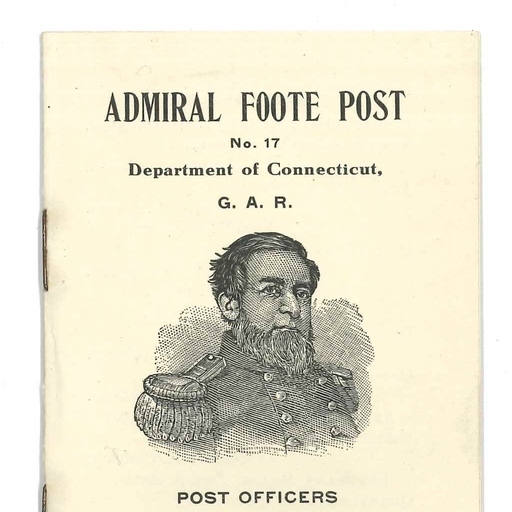 ADMIRAL FOOTE POST
No. 17
Department of Connecticut,
G. A. R.
POST OFFICERS